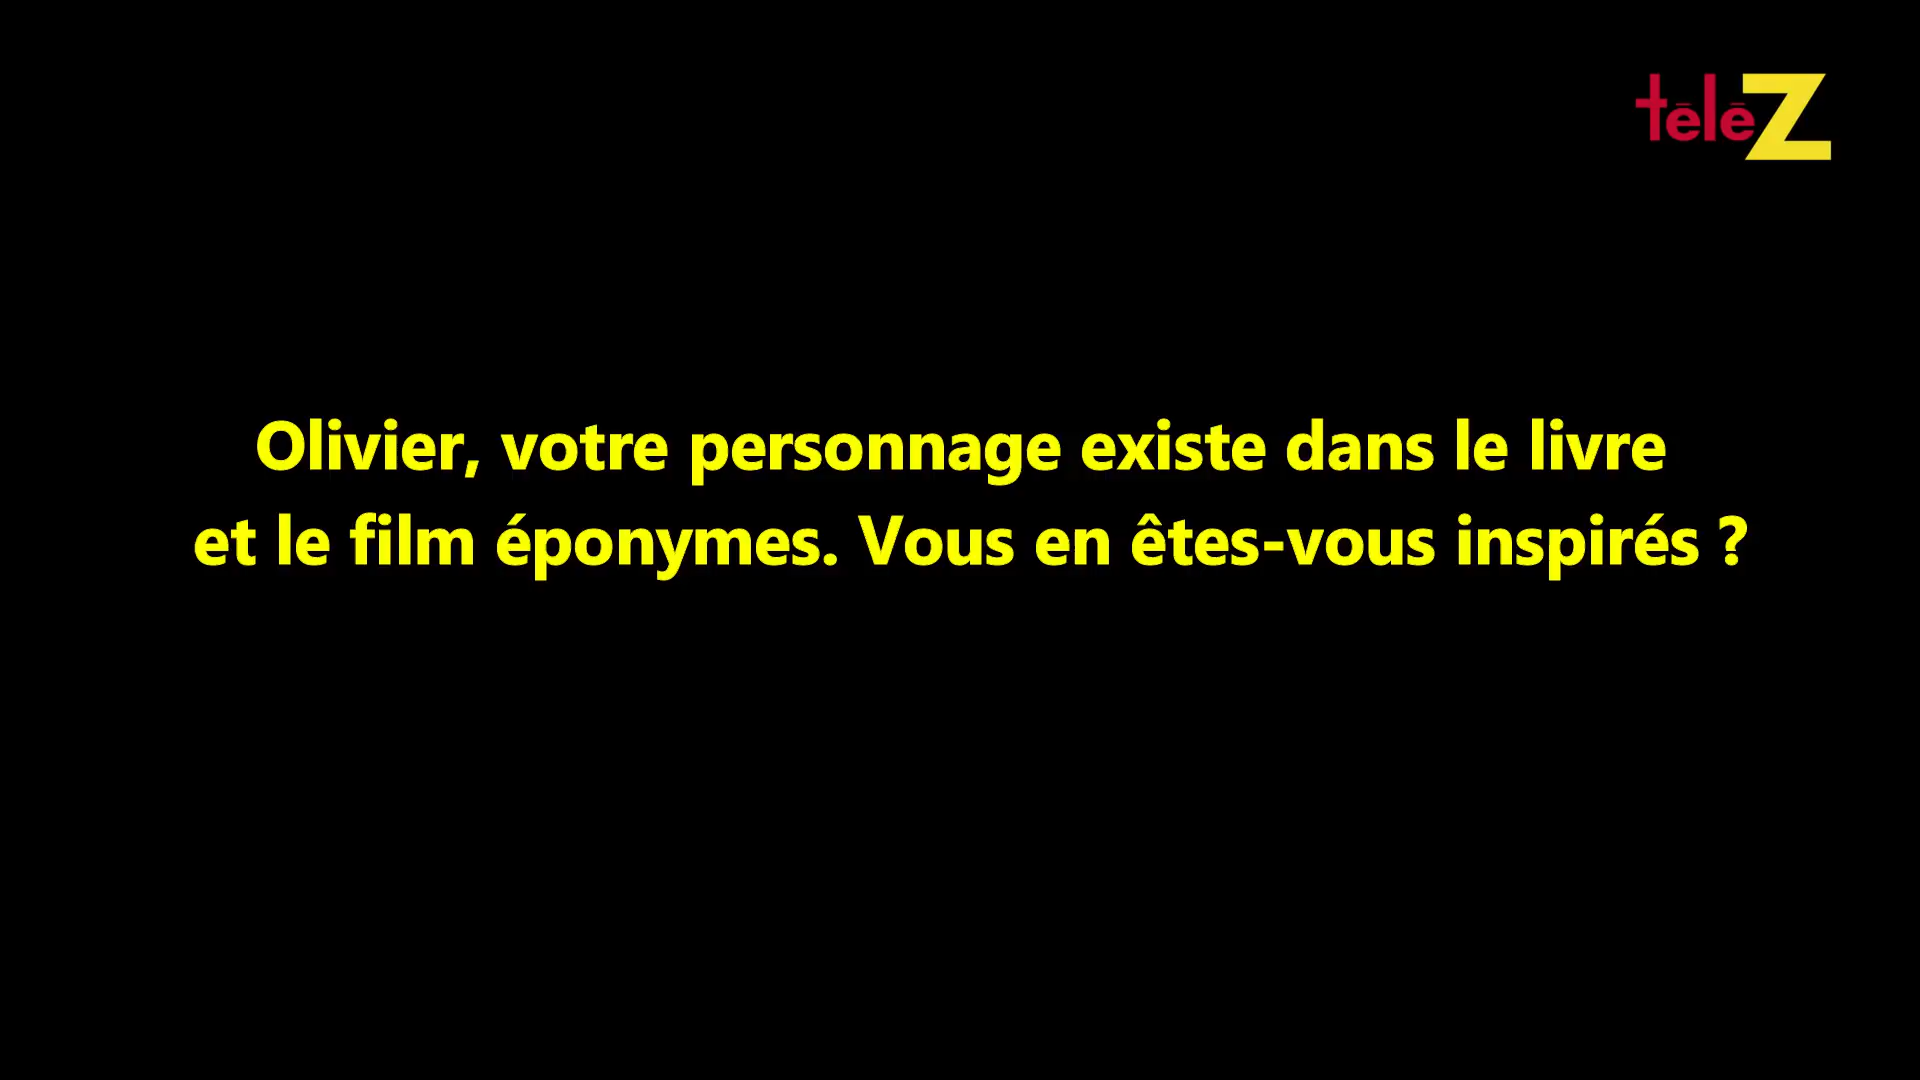 télé Z
Olivier, votre personnage existe dans le livre
et le film éponymes. Vous en êtes-vous inspirés ?